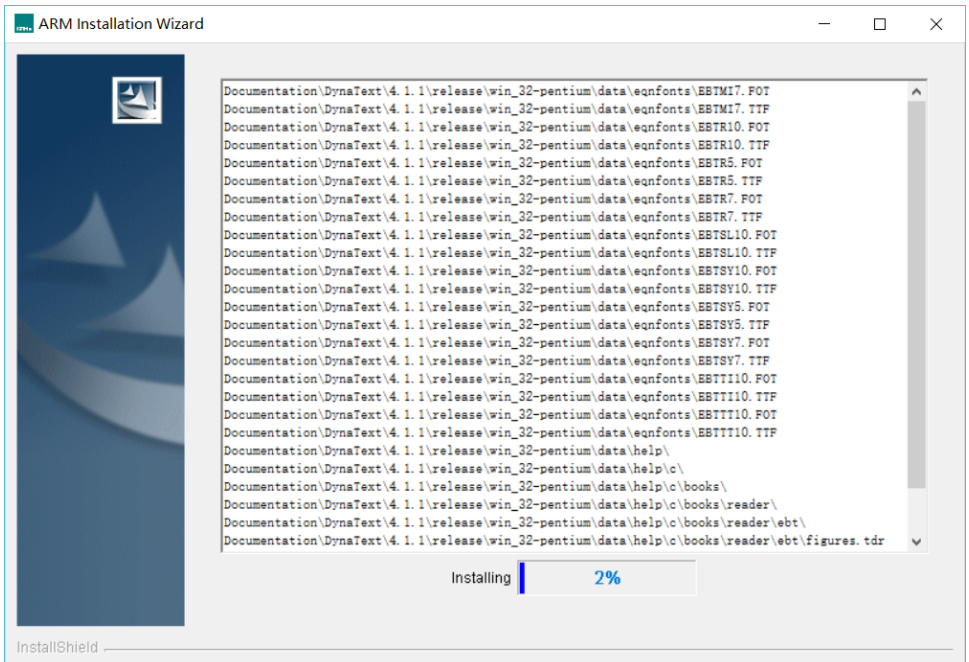 ARM Installation Wizard
Documentation\DynaText\4.1.1\release\win_32-pentium\data\eqnfonts\EBTMI7.FOT
Documentation\DynaText\4.1.1\release\win_32-pentium\data\eqnfonts\EBTMI7.TTF
Documentation\DynaText\4.1.1\release\win_32-pentium\data\eqnfonts\EBTR10.FOT
Documentation\DynaText\4.1.1\release\win_32-pentium\data\eqnfonts\EBTR10.TTF
Documentation\DynaText\4.1.1\release\win_32-pentium\data\eqnfonts\EBTR5.FOT
Documentation\DynaText\4.1.1\release\win_32-pentium\data\eqnfonts\EBTR5.TTF
Documentation\DynaText\4.1.1\release\win_32-pentium\data\eqnfonts\EBTR7.FOT
Documentation\DynaText\4.1.1\release\win_32-pentium\data\eqnfonts\EBTR7.TTF
Documentation\DynaText\4.1.1\release\win_32-pentium\data\eqnfonts\EBTSL10.FOT
Documentation\DynaText\4.1.1\release\win_32-pentium\data\eqnfonts\EBTSL10.TTF
Documentation\DynaText\4.1.1\release\win_32-pentium\data\eqnfonts\EBTSY10.FOT
Documentation\DynaText\4.1.1\release\win_32-pentium\data\eqnfonts\EBTSY10.TTF
Documentation\DynaText\4.1.1\release\win_32-pentium\data\eqnfonts\EBTSY5.FOT
Documentation\DynaText\4.1.1\release\win_32-pentium\data\eqnfonts\EBTSY5.TTF
Documentation\DynaText\4.1.1\release\win_32-pentium\data\eqnfonts\EBTSY7.FOT
Documentation\DynaText\4.1.1\release\win_32-pentium\data\eqnfonts\EBTSY7.TTF
Documentation\DynaText\4.1.1\release\win_32-pentium\data\eqnfonts\EBTTI10.FOT
Documentation\DynaText\4.1.1\release\win_32-pentium\data\eqnfonts\EBTTI10.TTF
Documentation\DynaText\4.1.1\release\win_32-pentium\data\eqnfonts\EBTTT10.FOT
Documentation\DynaText\4.1.1\release\win_32-pentium\data\eqnfonts\EBTTT10.TTF
Documentation\DynaText\4.1.1\release\win_32-pentium\data\help\
Documentation\DynaText\4.1.1\release\win_32-pentium\data\help\c\
Documentation\DynaText\4.1.1\release\win_32-pentium\data\help\c\books\
Documentation\DynaText\4.1.1\release\win_32-pentium\data\help\c\books\reader\
Documentation\DynaText\4.1.1\release\win_32-pentium\data\help\c\books\reader\ebt\
Documentation\DynaText\4.1.1\release\win_32-pentium\data\help\c\books\reader\ebt\figures.tdr
Installing 2%
InstallShield